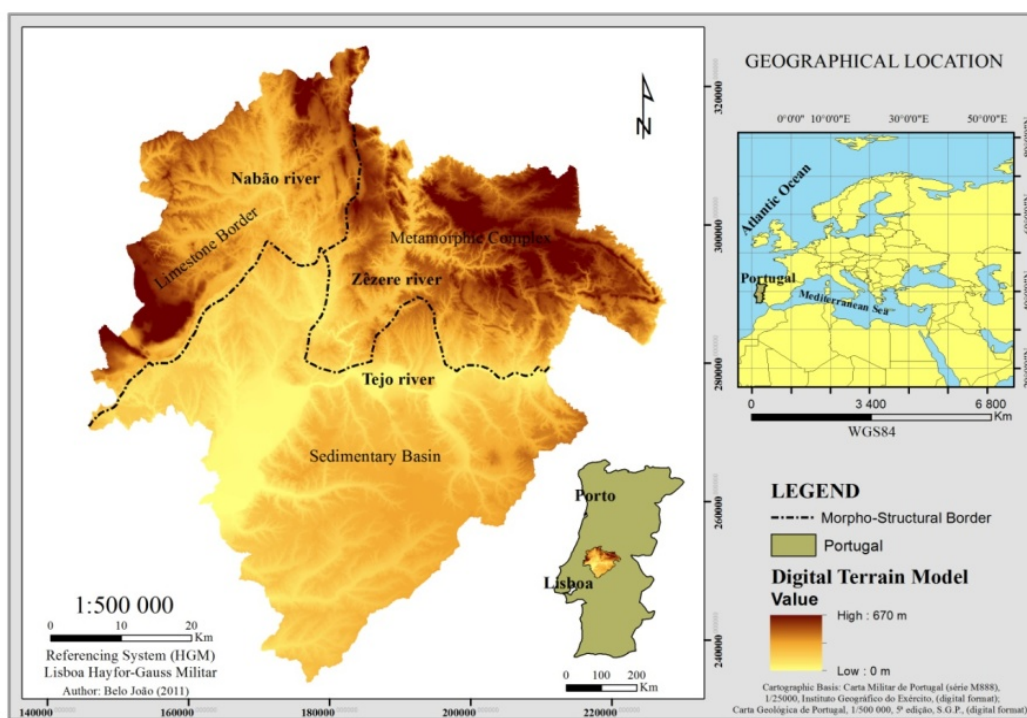 GEOGRAPHICAL LOCATION
0°0'0" 10°0'0"E 30°0'0"E 50°0'0"E
Atlantic Ocean
Portugal
Mediterranean Sea
0 3 400 6 800
Km
WGS84
N
Nabão river
Limestone Border
Metamorphic Complex
Zêzere river
Tejo river
Sedimentary Basin
320000
300000
280000
260000
240000
Porto
Lisboa
0 100 200
Km
1:500 000
0 10 20
Km
Referencing System (HGM)
Lisboa Hayfor-Gauss Militar
Author: Belo João (2011)
140000 160000 180000 200000 220000
LEGEND
Morpho-Structural Border
Portugal
Digital Terrain Model
Value
High : 670 m
Low : 0 m
Cartographic Basis: Carta Militar de Portugal (série M888),
1/25000, Instituto Geográfico do Exército, (digital format);
Carta Geológica de Portugal, 1/500 000, 5ª edição, S.G.P., (digital format).